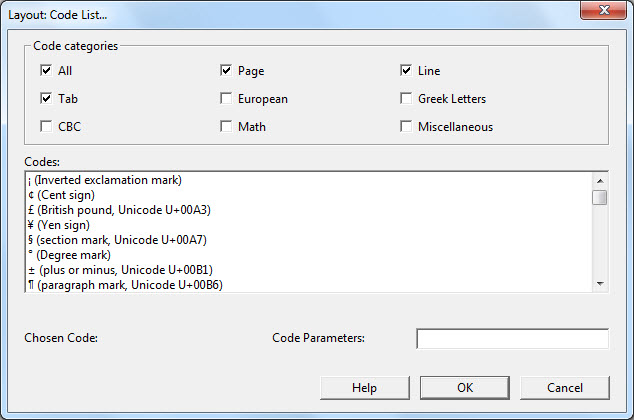 Layout: Code List...
Code categories
All Page Line
Tab European Greek Letters
CBC Math Miscellaneous
Codes:
¡ (Inverted exclamation mark)
¢ (Cent sign)
£ (British pound, Unicode U+00A3)
¥ (Yen sign)
§ (section mark, Unicode U+00A7)
° (Degree mark)
± (plus or minus, Unicode U+00B1)
¶ (paragraph mark, Unicode U+00B6)
Chosen Code: Code Parameters:
Help OK Cancel